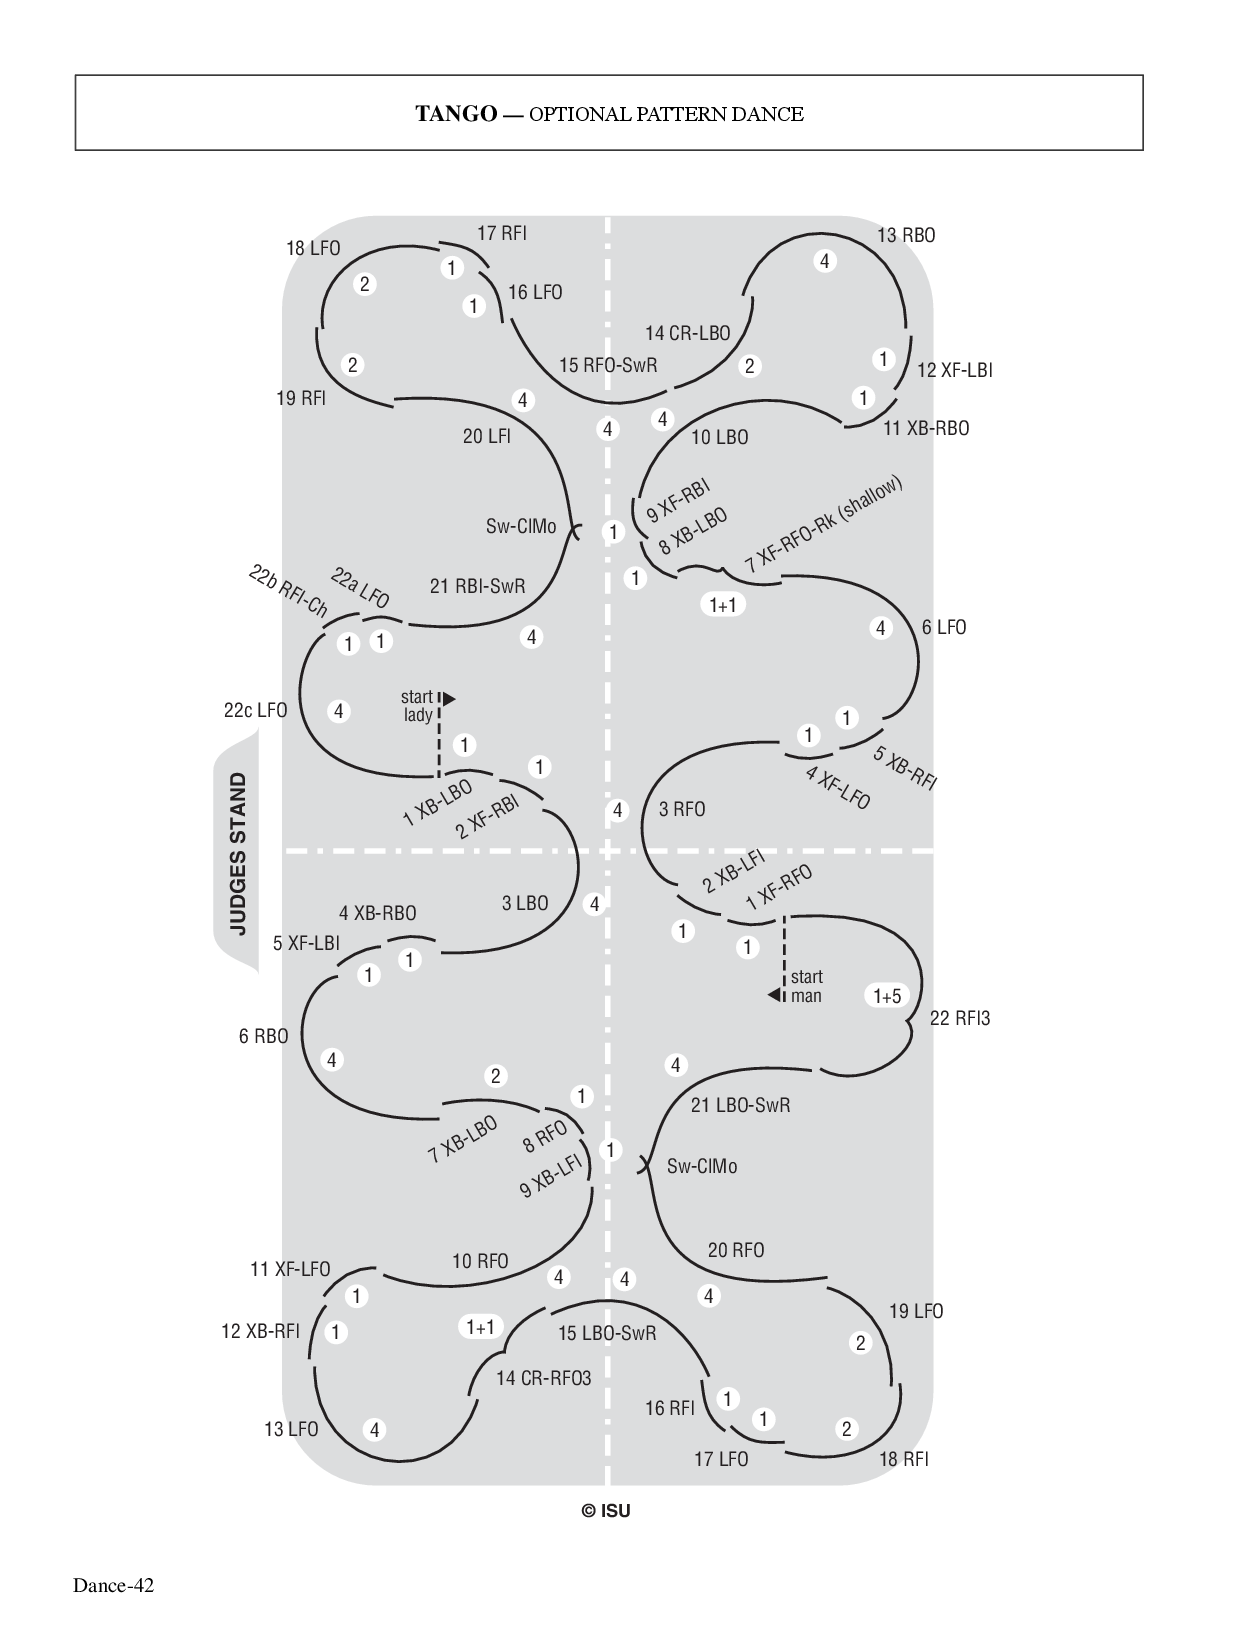 TANGO — OPTIONAL PATTERN DANCE
17 RFI
13 RBO
18 LFO
4
1
2
16 LFO
1
14 CR-LBO
1
15 RFO-SwR
2
2
12 XF-LBI
19 RFI
4
1
4
4
11 XB-RBO
20 LFI
10 LBO
9 XF-RBI
7 XF-RFO-Rk (shallow)
Sw-ClMo
1
8 XB-LBO
22b RFI-Ch
22a LFO
21 RBI-SwR
1
1+1
4
6 LFO
1
1
4
start
lady
22c LFO
4
1
1
1
5 XB-RFI
1
4 XF-LFO
1 XB-LBO
2 XF-RBI
4
3 RFO
JUDGES STAND
2 XB-LFI
1 XF-RFO
3 LBO
4
4 XB-RBO
1
1
5 XF-LBI
1
1
start
man
1+5
22 RFI3
6 RBO
4
4
2
1
21 LBO-SwR
7 XB-LBO
8 RFO
1
9 XB-LFI
Sw-ClMo
20 RFO
10 RFO
11 XF-LFO
4
4
1
4
19 LFO
12 XB-RFI
1
1+1
15 LBO-SwR
2
14 CR-RFO3
1
16 RFI
1
13 LFO
4
2
17 LFO
18 RFI
© ISU
Dance-42